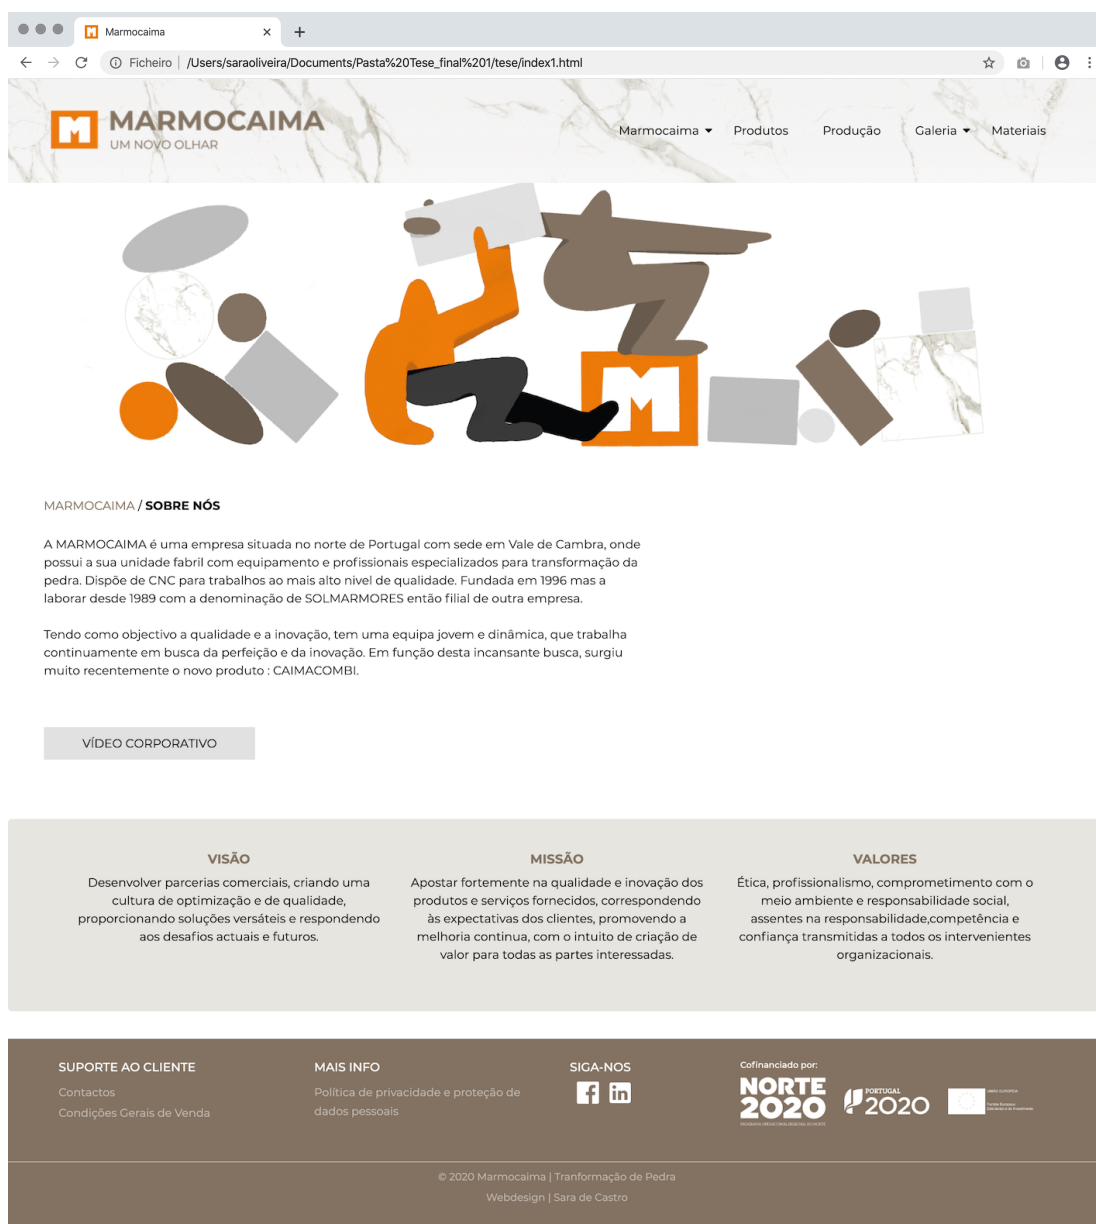 Marmocaima
Ficheiro | /Users/saraoliveira/Documents/Pasta%20Tese_final%201/tese/index1.html
MARMOCAIMA
UM NOVO OLHAR
Marmocaima Produtos Produção Galeria Materiais
MARMOCAIMA / SOBRE NÓS
A MARMOCAIMA é uma empresa situada no norte de Portugal com sede em Vale de Cambra, onde
possui a sua unidade fabril com equipamento e profissionais especializados para transformação da
pedra. Dispõe de CNC para trabalhos ao mais alto nivel de qualidade. Fundada em 1996 mas a
laborar desde 1989 com a denominação de SOLMARMORES então filial de outra empresa.
Tendo como objectivo a qualidade e a inovação, tem uma equipa jovem e dinâmica, que trabalha
continuamente em busca da perfeição e da inovação. Em função desta incansante busca, surgiu
muito recentemente o novo produto : CAIMACOMBI.
VÍDEO CORPORATIVO
VISÃO
Desenvolver parcerias comerciais, criando uma
cultura de optimização e de qualidade,
proporcionando soluções versáteis e respondendo
aos desafios actuais e futuros.
MISSÃO
Apostar fortemente na qualidade e inovação dos
produtos e serviços fornecidos, correspondendo
às expectativas dos clientes, promovendo a
melhoria continua, com o intuito de criação de
valor para todas as partes interessadas.
VALORES
Ética, profissionalismo, comprometimento com o
meio ambiente e responsabilidade social,
assentes na responsabilidade,competência e
confiança transmitidas a todos os intervenientes
organizacionais.
SUPORTE AO CLIENTE
Contactos
Condições Gerais de Venda
MAIS INFO
Política de privacidade e proteção de
dados pessoais
SIGA-NOS
Cofinanciado por:
NORTE
2020
PORTUGAL
2020
© 2020 Marmocaima | Tranformação de Pedra
Webdesign | Sara de Castro